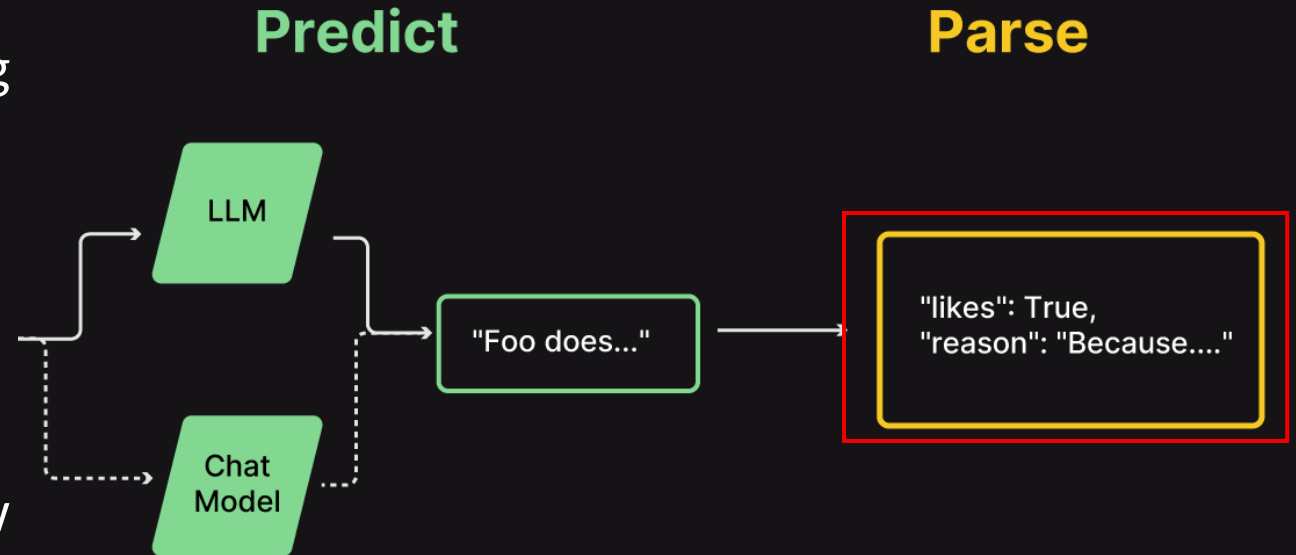 Predict
Parse
g
LLM
"Foo does..."
"likes": True,
"reason": "Because...."
Chat
Model
y